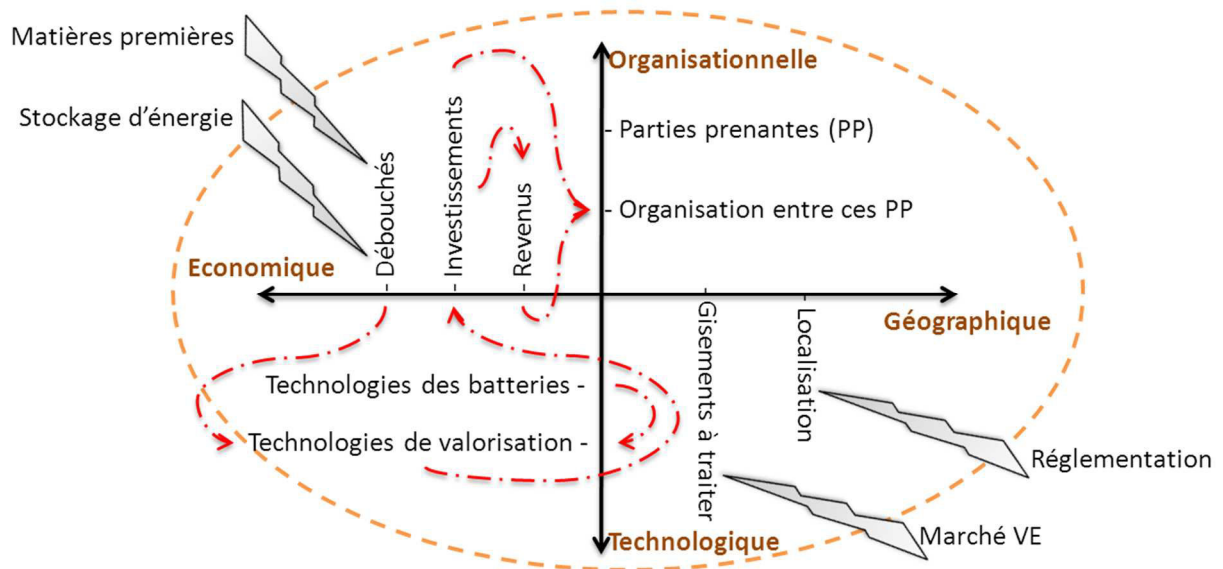 Matières premières
Stockage d'énergie
Organisationnelle
- Parties prenantes (PP)
- Organisation entre ces PP
Débouchés
Investissements
Revenus
Economique
Géographique
Gisements à traiter
Localisation
Technologies des batteries -
Technologies de valorisation -
Réglementation
Marché VE
Technologique